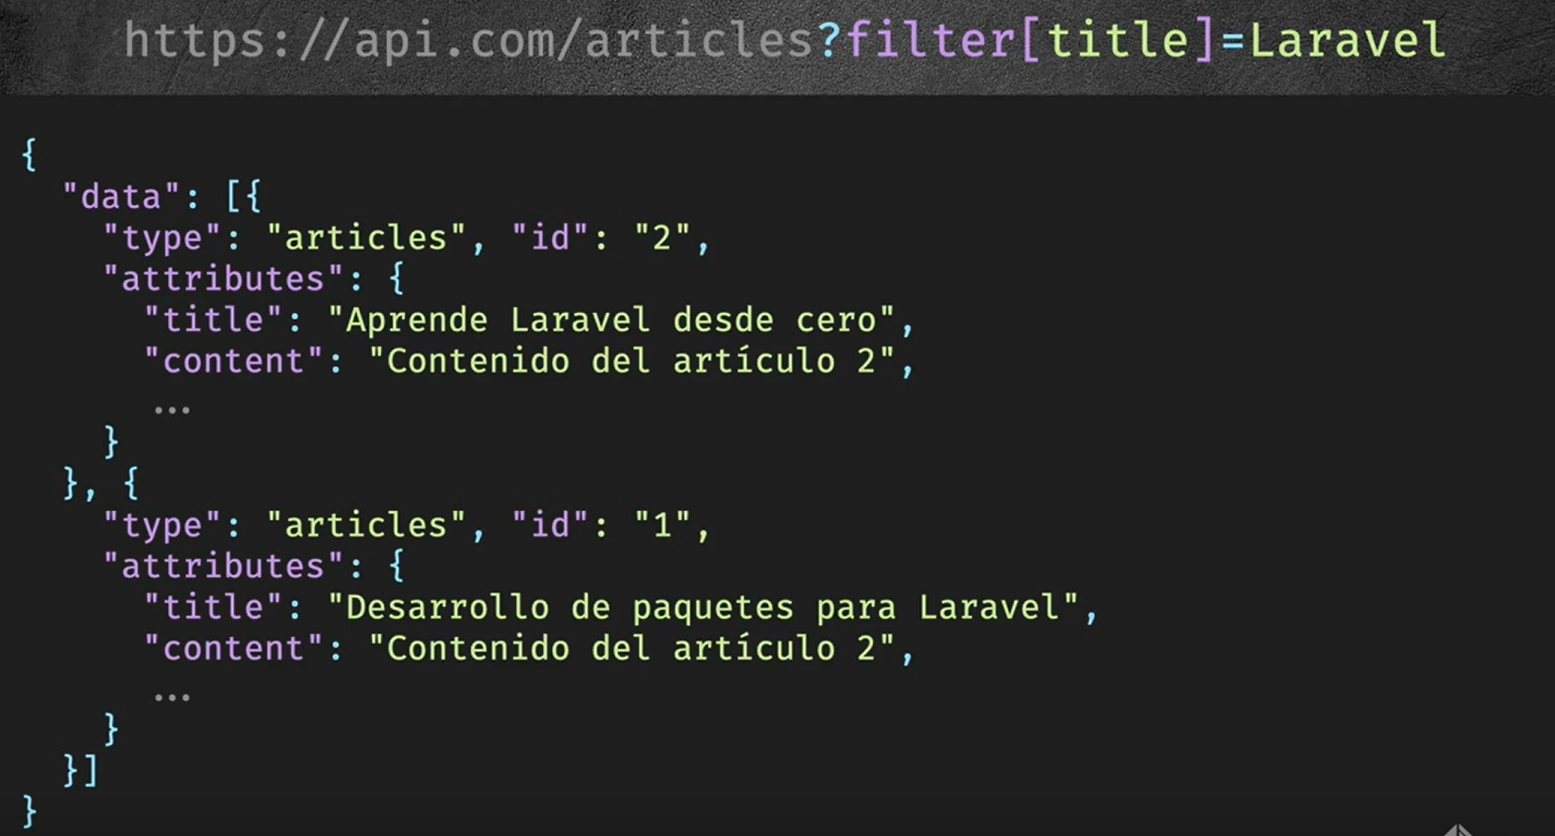 https://api.com/articles?filter[title]=Laravel
{
"data": [{
"type": "articles", "id": "2",
"attributes": {
"title": "Aprende Laravel desde cero",
"content": "Contenido del artículo 2",
...
}
}, {
"type": "articles", "id": "1",
"attributes": {
"title": "Desarrollo de paquetes para Laravel",
"content": "Contenido del artículo 2",
...
}
}]
}